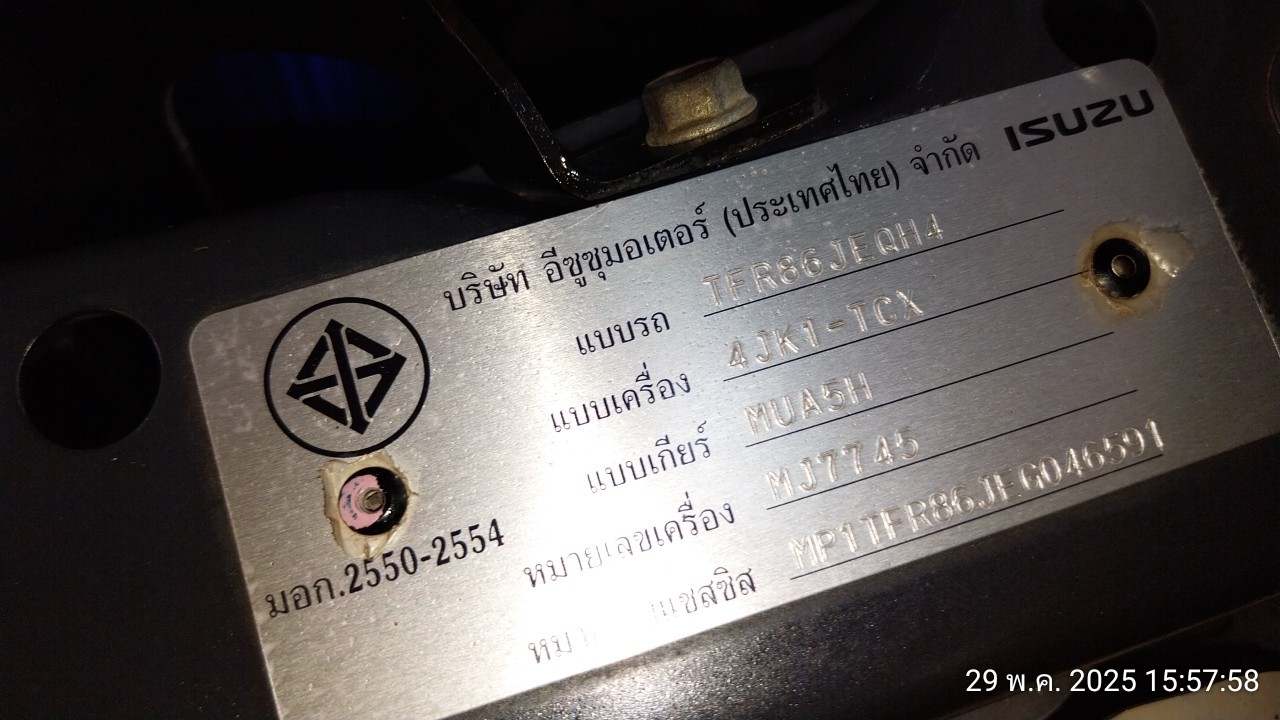 ISUZU
บริษัท อีซูซุมอเตอร์ (ประเทศไทย) จำกัด
แบบรถ TFR86JEQH4
แบบเครื่อง 4JK1-TCX
แบบเกียร์ MUA5H
หมายเลขเครื่อง MJ7745
แชสซิส MP1TFR86JEG046591
มอก.2550-2554
29 พ.ค. 2025 15:57:58